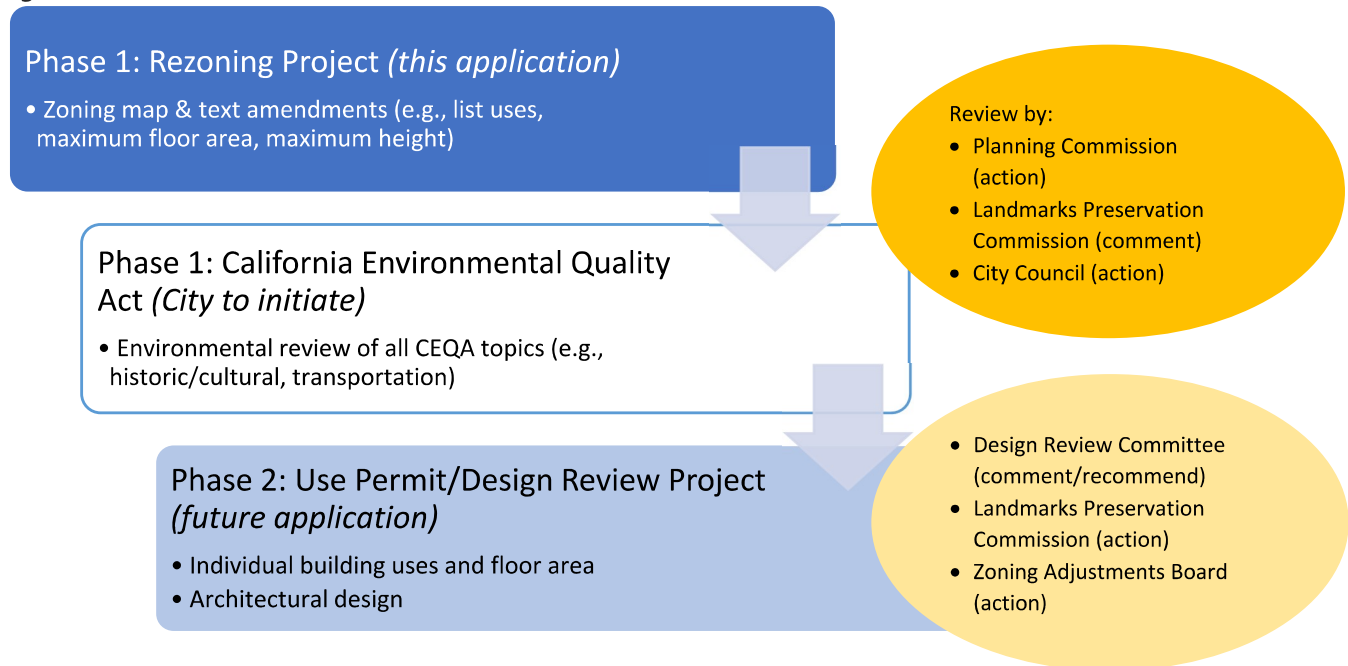 Phase 1: Rezoning Project (this application)
• Zoning map & text amendments (e.g., list uses,
maximum floor area, maximum height)
Review by:
• Planning Commission
(action)
• Landmarks Preservation
Commission (comment)
• City Council (action)
Phase 1: California Environmental Quality
Act (City to initiate)
• Environmental review of all CEQA topics (e.g.,
historic/cultural, transportation)
Phase 2: Use Permit/Design Review Project
(future application)
• Individual building uses and floor area
• Architectural design
• Design Review Committee
(comment/recommend)
• Landmarks Preservation
Commission (action)
• Zoning Adjustments Board
(action)